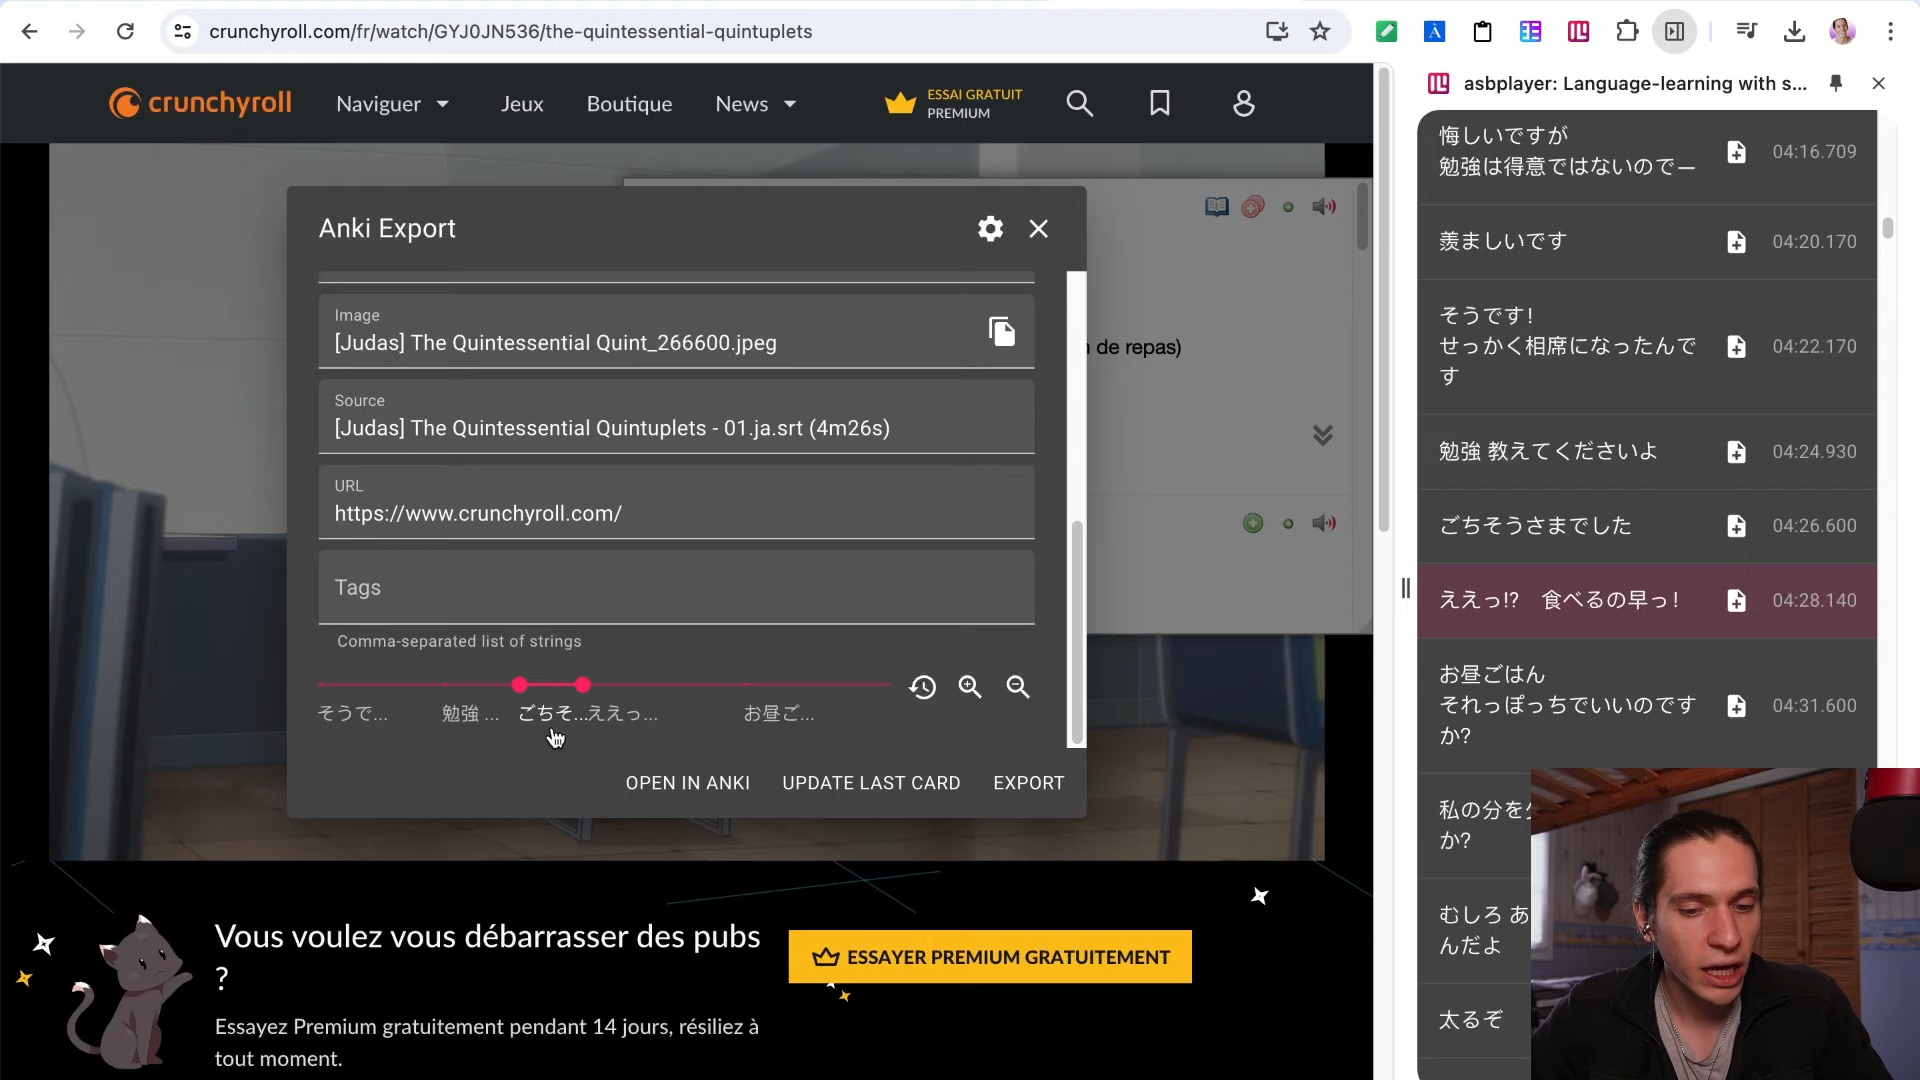 crunchyroll.com/fr/watch/GYJ0JN536/the-quintessential-quintuplets
asbplayer: Language-learning with s...
crunchyroll
Naviguer
Jeux
Boutique
News
ESSAI GRATUIT
PREMIUM
Anki Export
Image
[Judas] The Quintessential Quint_266600.jpeg
Source
[Judas] The Quintessential Quintuplets - 01.ja.srt (4m26s)
URL
https://www.crunchyroll.com/
Tags
Comma-separated list of strings
そうで...
勉強 ...
ごちそ...
ええっ...
お昼ご...
OPEN IN ANKI
UPDATE LAST CARD
EXPORT
de repas)
Vous voulez vous débarrasser des pubs
?
ESSAYER PREMIUM GRATUITEMENT
Essayez Premium gratuitement pendant 14 jours, résiliez à
tout moment.
悔しいですが
勉強は得意ではないのでー
04:16.709
羨ましいです
04:20.170
そうです!
せっかく相席になったんで
す
04:22.170
勉強 教えてくださいよ
04:24.930
ごちそうさまでした
04:26.600
ええっ!?　食べるの早っ!
04:28.140
お昼ごはん
それっぽっちでいいのです
か?
04:31.600
私の分を
か?
むしろ あ
んだよ
太るぞ